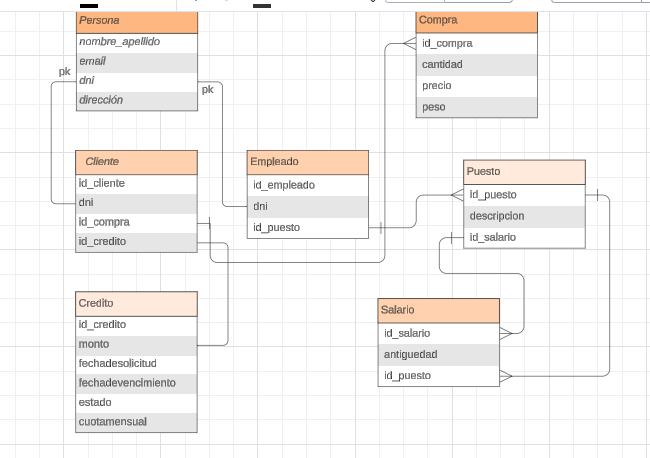 Persona
nombre_apellido
email
dni
dirección
pk
pk
Compra
id_compra
cantidad
precio
peso
Cliente
id_cliente
dni
id_compra
id_credito
Empleado
id_empleado
dni
id_puesto
Puesto
id_puesto
descripcion
id_salario
Credito
id_credito
monto
fechadesolicitud
fechadevencimiento
estado
cuotamensual
Salario
id_salario
antiguedad
id_puesto